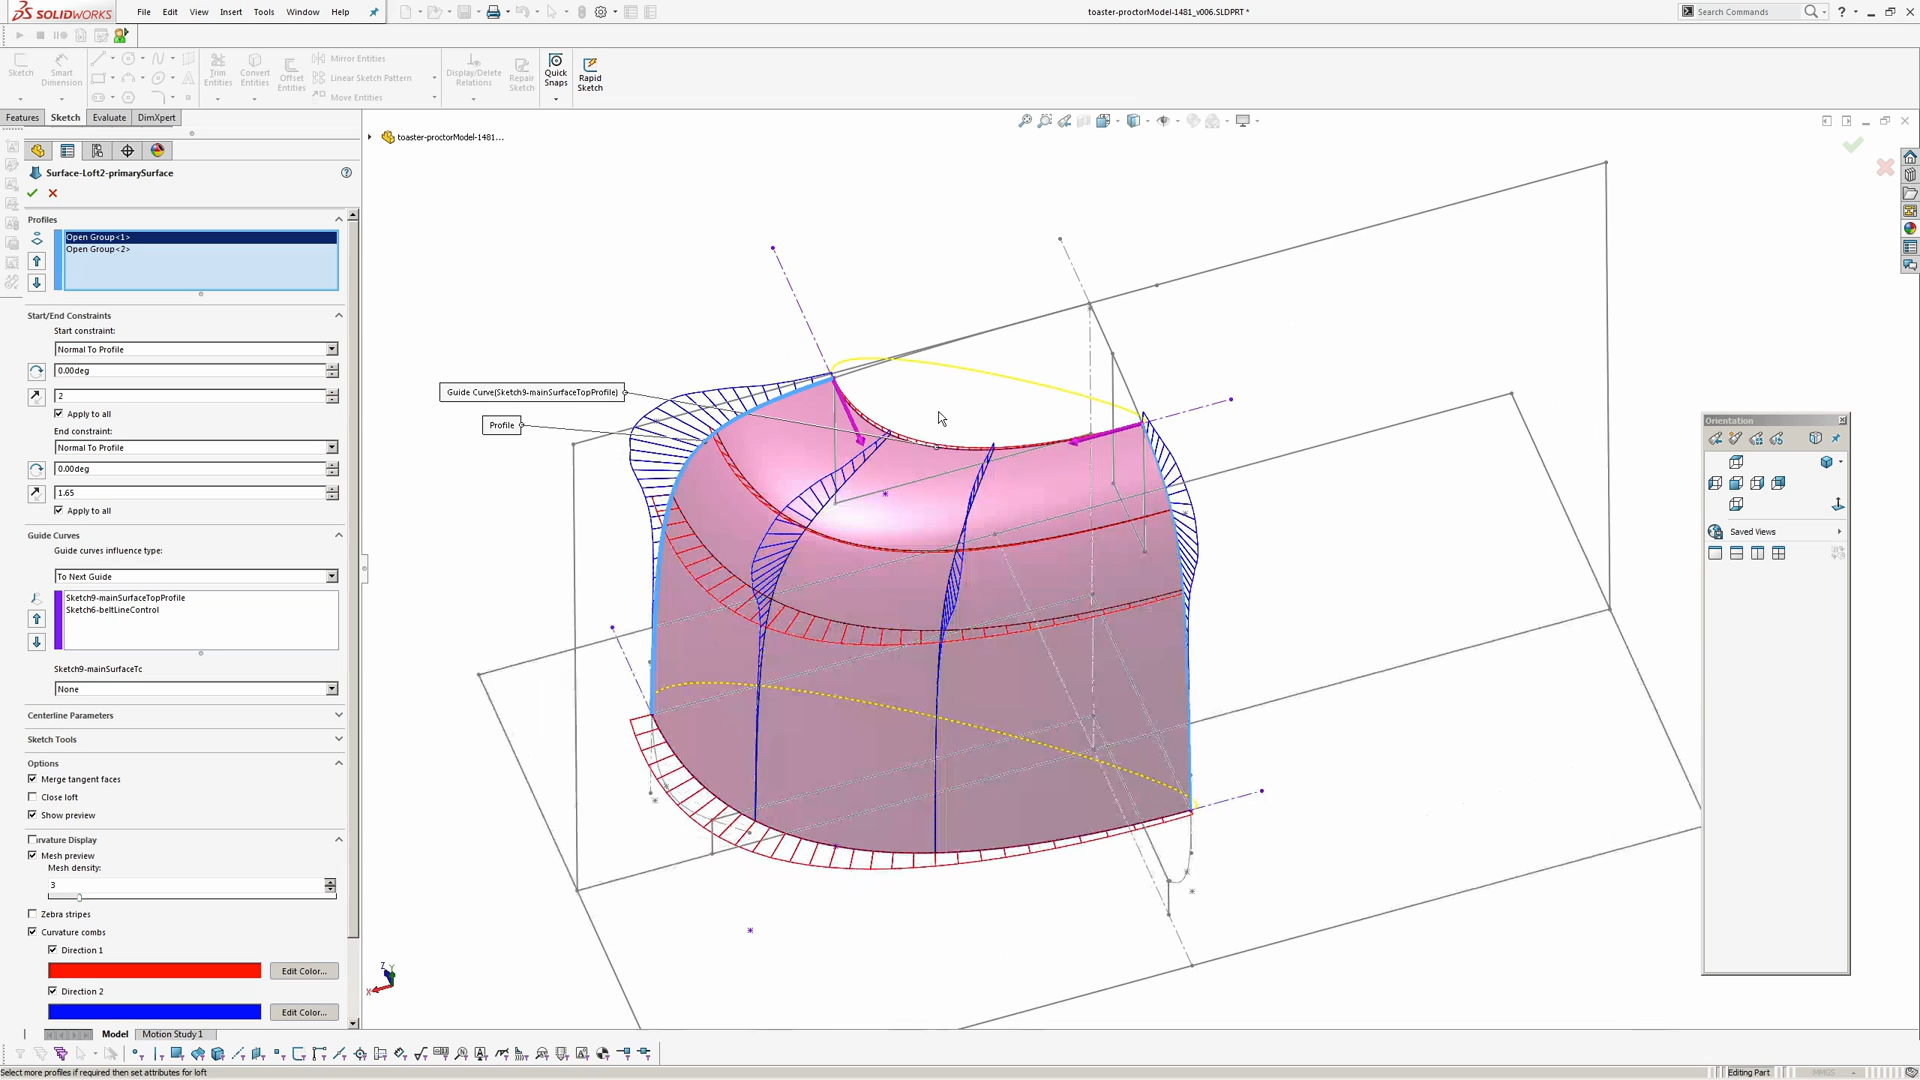 SOLIDWORKS
File Edit View Insert Tools Window Help
toaster-proctorModel-1481_v006.SLDPRT *
Search Commands
Sketch
Smart Dimension
Trim Entities
Convert Entities
Offset Entities
Mirror Entities
Linear Sketch Pattern
Move Entities
Display/Delete Relations
Repair Sketch
Quick Snaps
Rapid Sketch
Features Sketch Evaluate DimXpert
toaster-proctorModel-1481...
Surface-Loft2-primarySurface
Profiles
Open Group<1>
Open Group<2>
Start/End Constraints
Start constraint:
Normal To Profile
0.00deg
2
Apply to all
End constraint:
Normal To Profile
0.00deg
1.65
Apply to all
Guide Curves
Guide curves influence type:
To Next Guide
Sketch9-mainSurfaceTopProfile
Sketch6-beltLineControl
Sketch9-mainSurfaceTc
None
Centerline Parameters
Sketch Tools
Options
Merge tangent faces
Close loft
Show preview
Curvature Display
Mesh preview
Mesh density:
3
Zebra stripes
Curvature combs
Direction 1
Edit Color...
Direction 2
Edit Color...
Guide Curve(Sketch9-mainSurfaceTopProfile)
Profile
Orientation
Saved Views
Z
Y
X
Model Motion Study 1
Select more profiles if required then set attributes for loft
Editing Part
MMGS